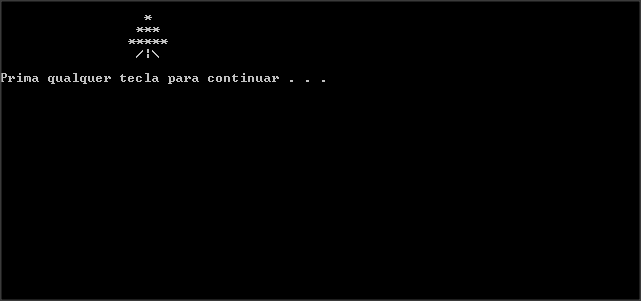 *
***
*****
/¦\
Prima qualquer tecla para continuar . . .